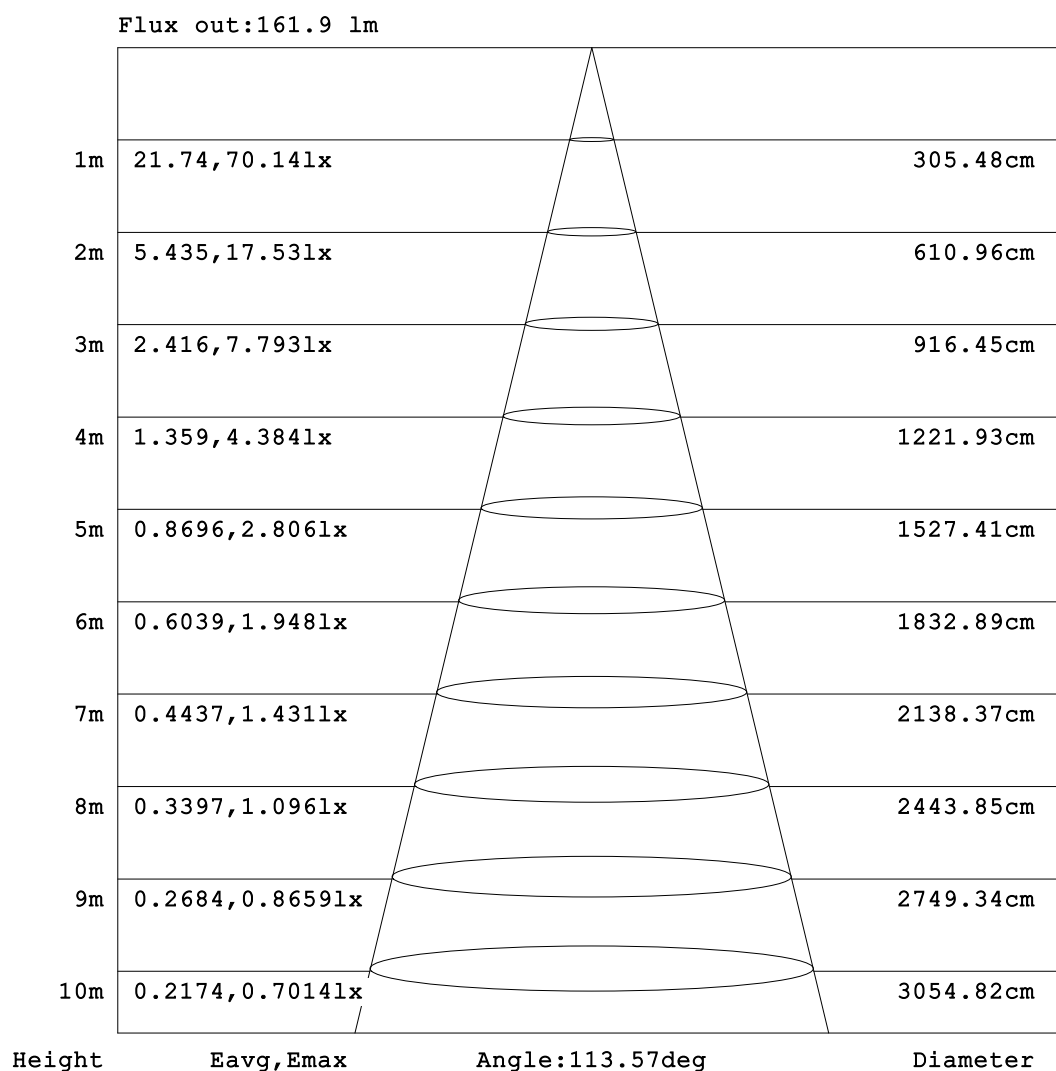 Flux out:161.9 lm
1m 21.74,70.14lx 305.48cm
2m 5.435,17.53lx 610.96cm
3m 2.416,7.793lx 916.45cm
4m 1.359,4.384lx 1221.93cm
5m 0.8696,2.806lx 1527.41cm
6m 0.6039,1.948lx 1832.89cm
7m 0.4437,1.431lx 2138.37cm
8m 0.3397,1.096lx 2443.85cm
9m 0.2684,0.8659lx 2749.34cm
10m 0.2174,0.7014lx 3054.82cm
Height Eavg,Emax Angle:113.57deg Diameter